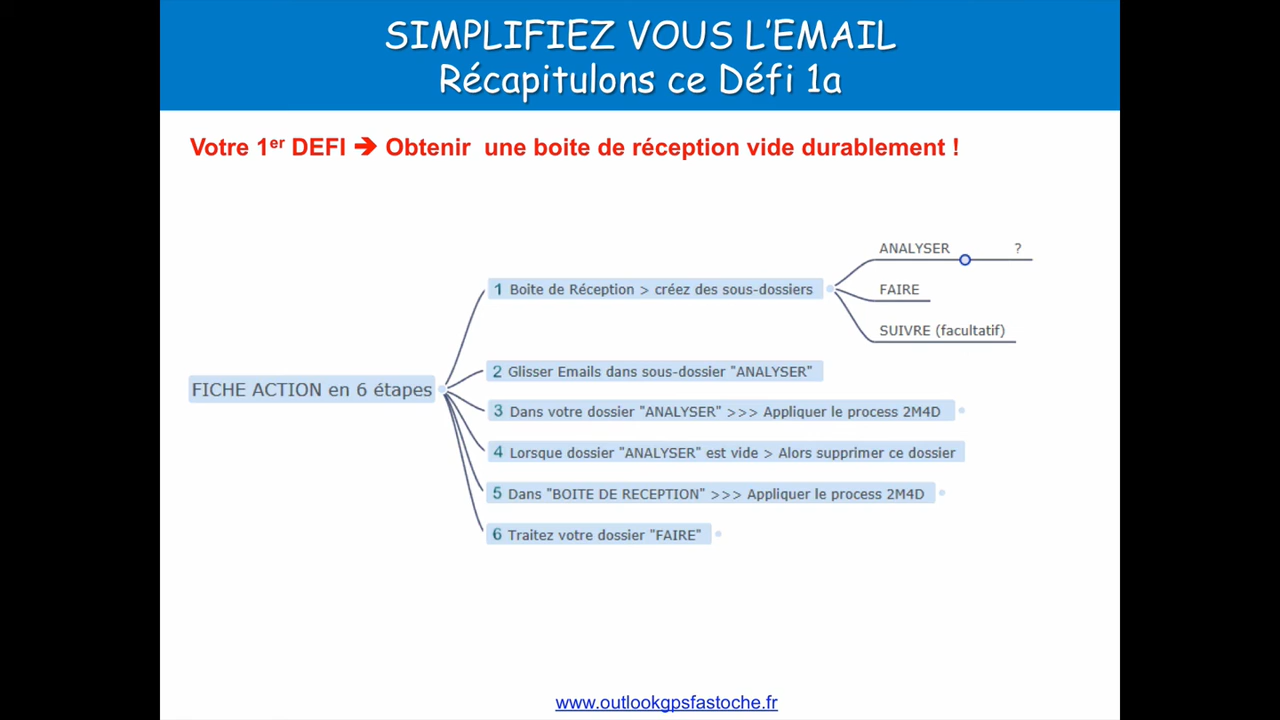 SIMPLIFIEZ VOUS L'EMAIL
Récapitulons ce Défi 1a
Votre 1er DEFI ➔ Obtenir une boite de réception vide durablement !
ANALYSER ?
1 Boite de Réception > créez des sous-dossiers
FAIRE
SUIVRE (facultatif)
2 Glisser Emails dans sous-dossier "ANALYSER"
FICHE ACTION en 6 étapes
3 Dans votre dossier "ANALYSER" >>> Appliquer le process 2M4D
4 Lorsque dossier "ANALYSER" est vide > Alors supprimer ce dossier
5 Dans "BOITE DE RECEPTION" >>> Appliquer le process 2M4D
6 Traitez votre dossier "FAIRE"
www.outlookgpsfastoche.fr